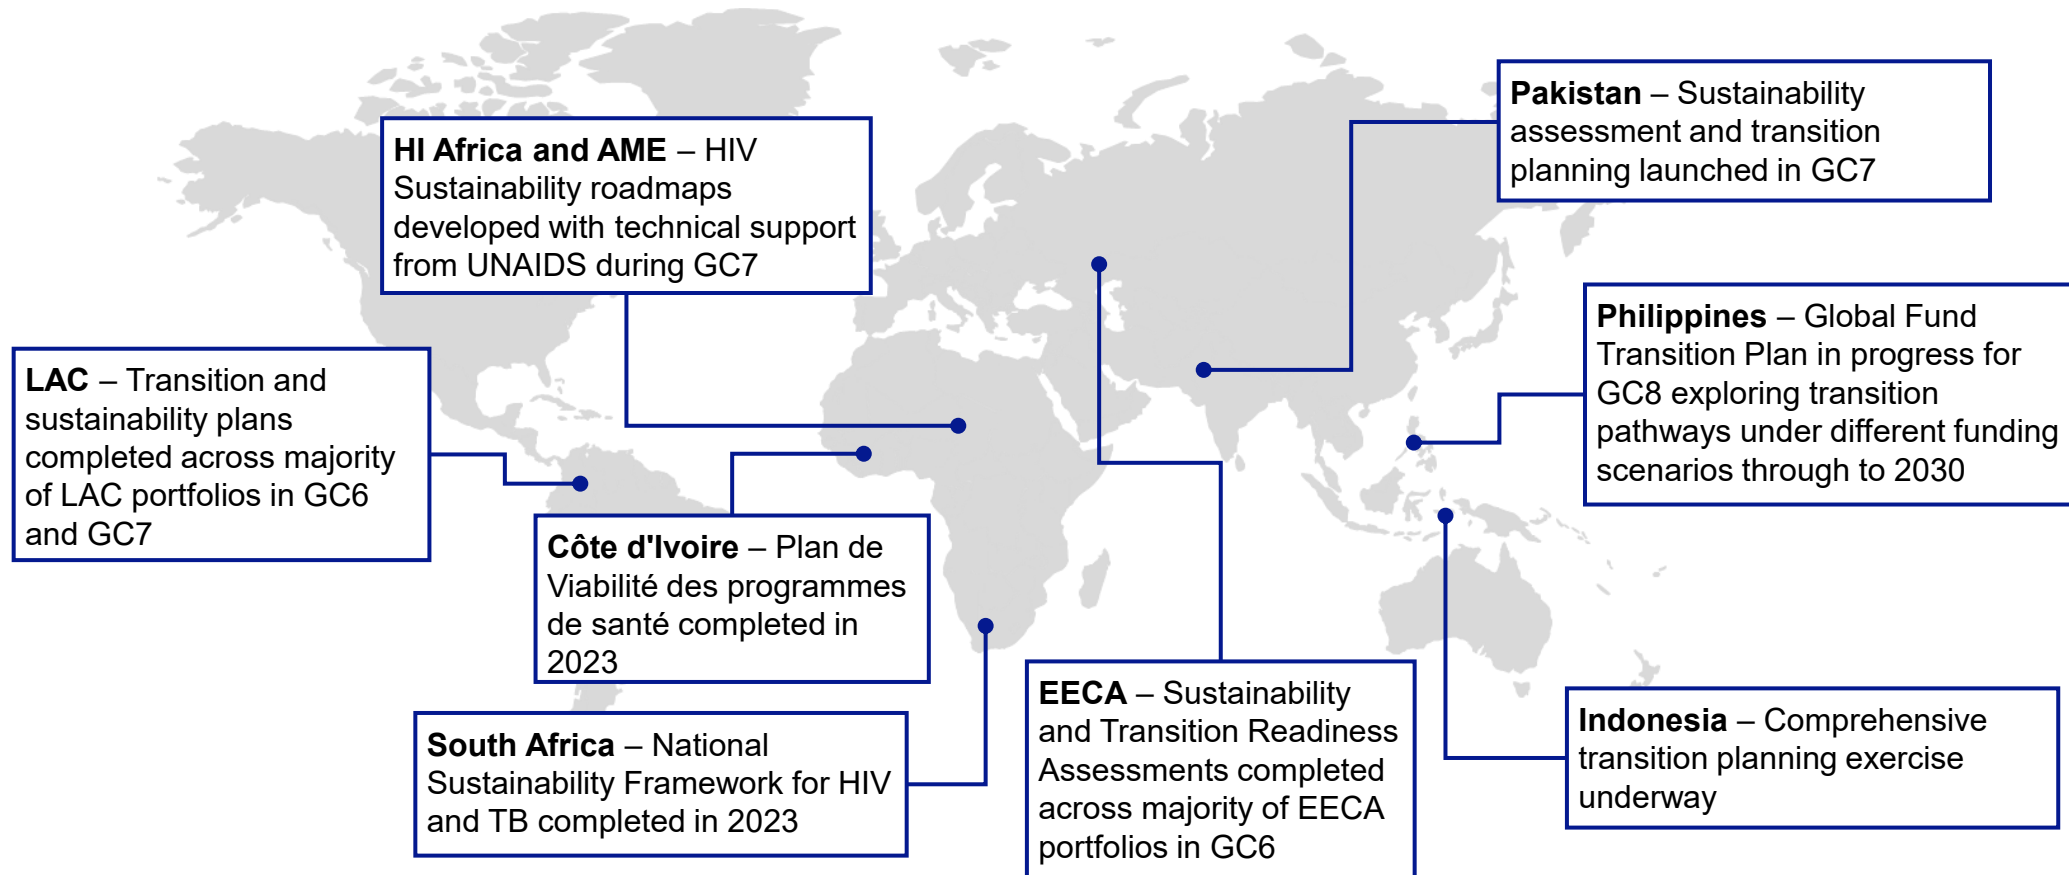 HI Africa and AME – HIV
Sustainability roadmaps
developed with technical support
from UNAIDS during GC7
Pakistan – Sustainability
assessment and transition
planning launched in GC7
LAC – Transition and
sustainability plans
completed across majority
of LAC portfolios in GC6
and GC7
Philippines – Global Fund
Transition Plan in progress for
GC8 exploring transition
pathways under different funding
scenarios through to 2030
Côte d'Ivoire – Plan de
Viabilité des programmes
de santé completed in
2023
South Africa – National
Sustainability Framework for HIV
and TB completed in 2023
EECA – Sustainability
and Transition Readiness
Assessments completed
across majority of EECA
portfolios in GC6
Indonesia – Comprehensive
transition planning exercise
underway